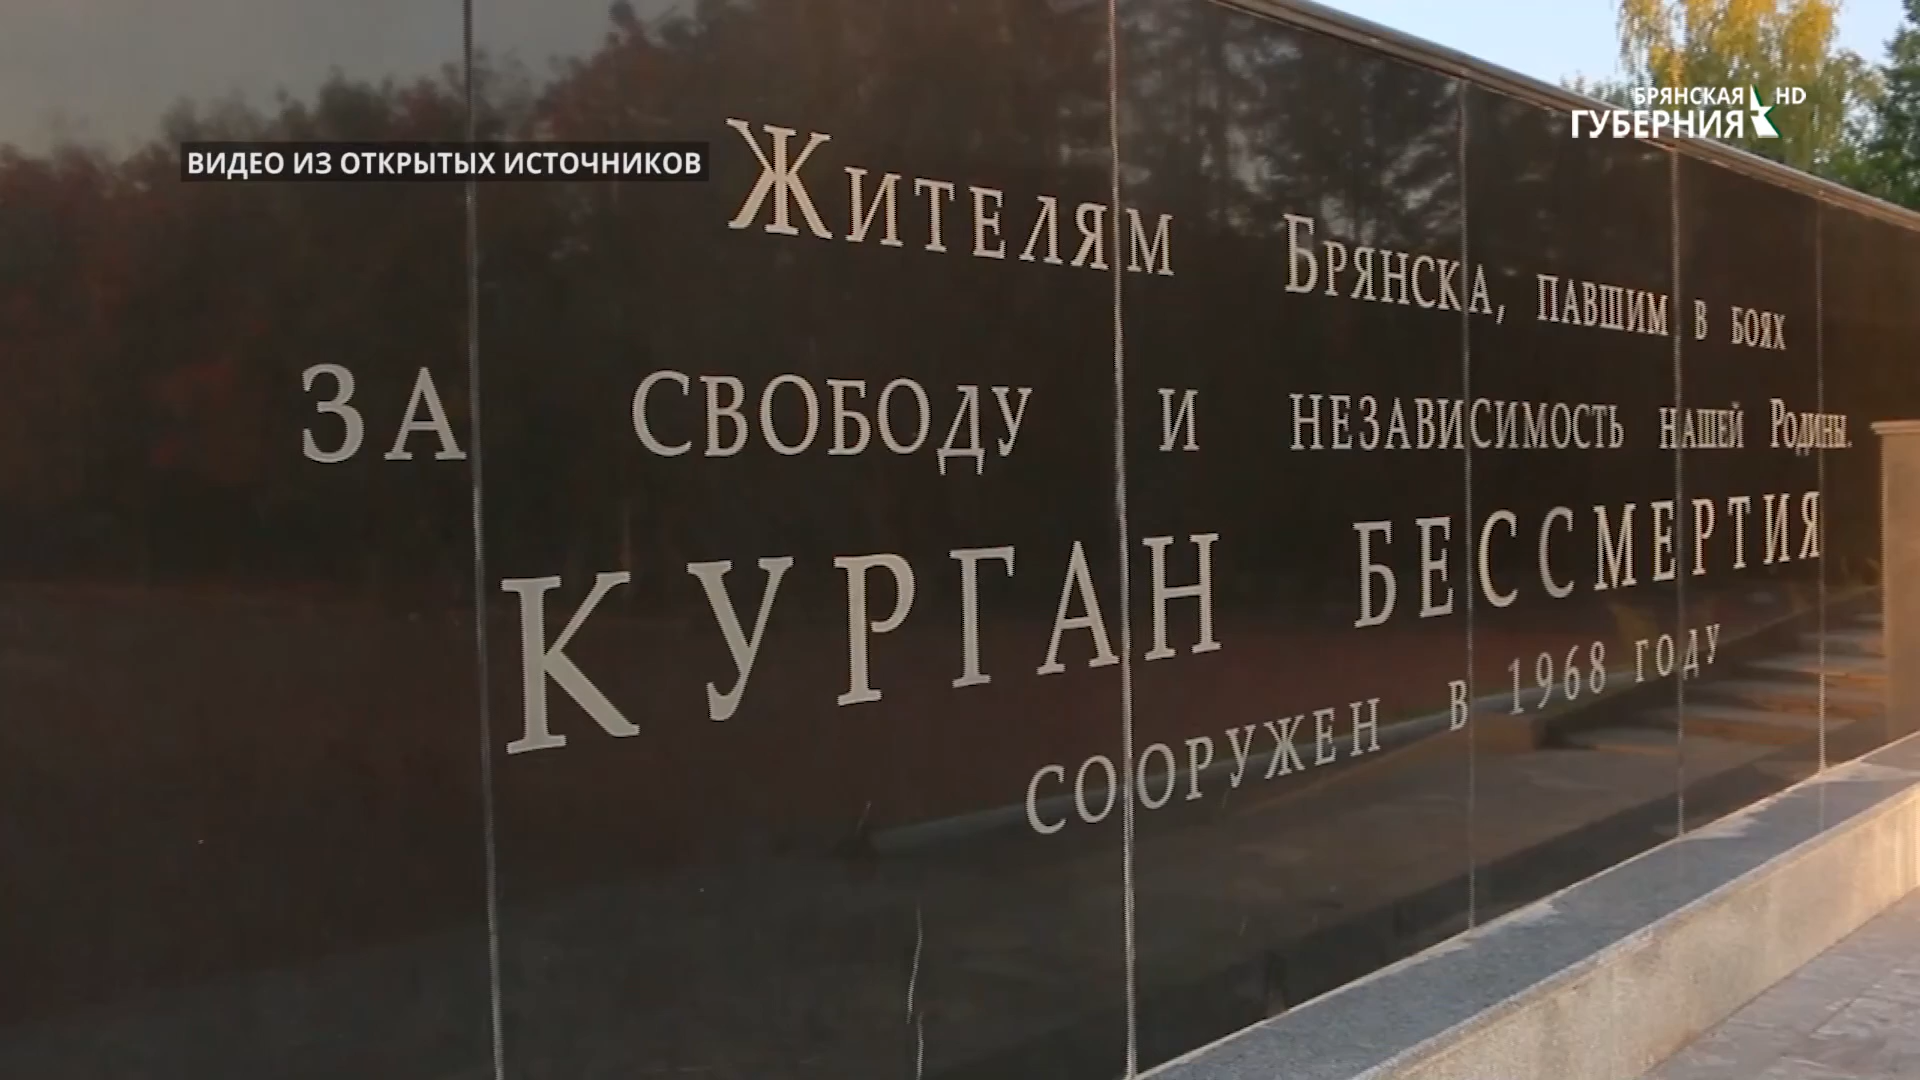 БРЯНСКАЯ HD
ГУБЕРНИЯ
ВИДЕО ИЗ ОТКРЫТЫХ ИСТОЧНИКОВ
Жителям Брянска, павшим в боях
за свободу и независимость нашей Родины.
КУРГАН БЕССМЕРТИЯ
СООРУЖЕН В 1968 ГОДУ